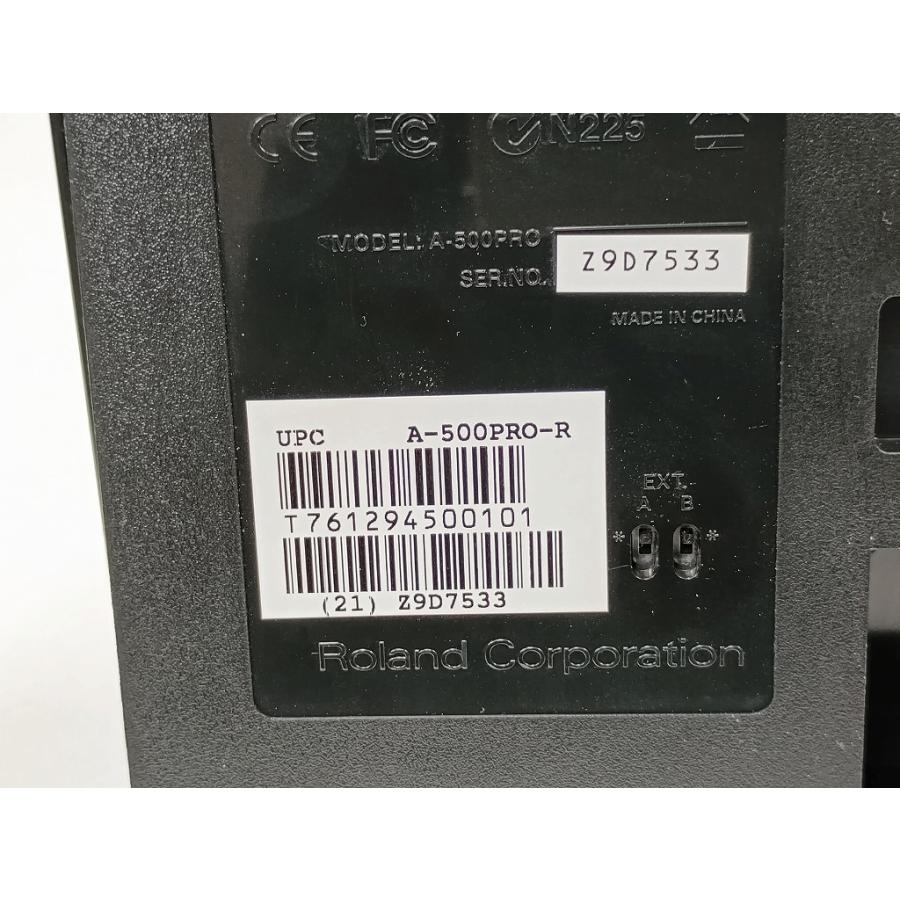 CE FC N225
MODEL: A-500PRO
SER.NO. Z9D7533
MADE IN CHINA
UPC A-500PRO-R
T761294500101
(21) Z9D7533
EXT.
A B
* *
Roland Corporation